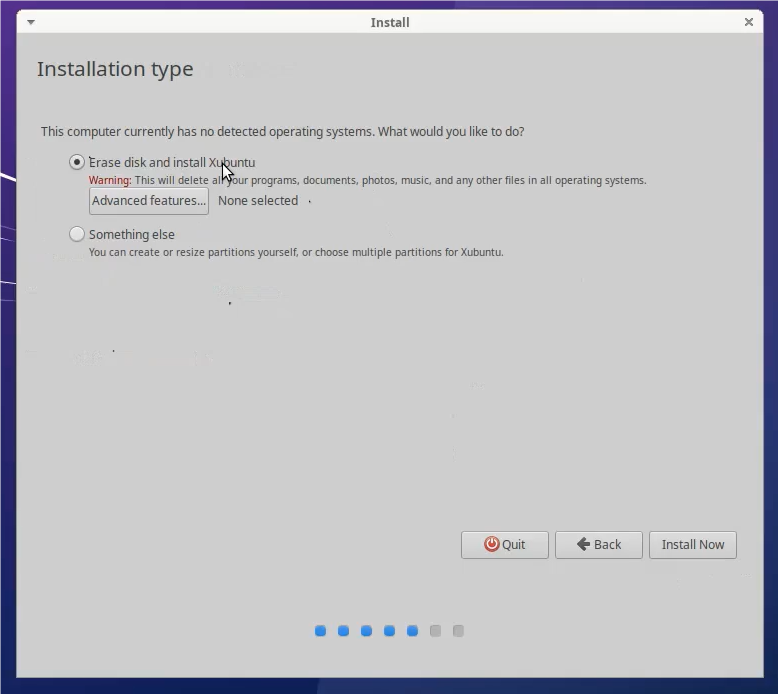 Install
Installation type
This computer currently has no detected operating systems. What would you like to do?
Erase disk and install Xubuntu
Warning: This will delete all your programs, documents, photos, music, and any other files in all operating systems.
Advanced features... None selected
Something else
You can create or resize partitions yourself, or choose multiple partitions for Xubuntu.
Quit Back Install Now